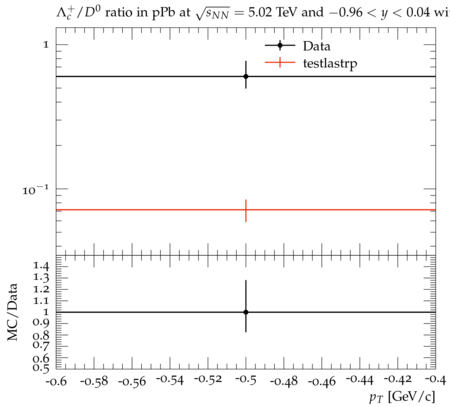 Λc+/D0 ratio in pPb at √sNN = 5.02 TeV and −0.96 < y < 0.04 wi
1
Data
testlastrp
10−1
MC/Data
1.4
1.3
1.2
1.1
1
0.9
0.8
0.7
0.6
0.5
-0.6 -0.58 -0.56 -0.54 -0.52 -0.5 -0.48 -0.46 -0.44 -0.42 -0.4
pT [GeV/c]